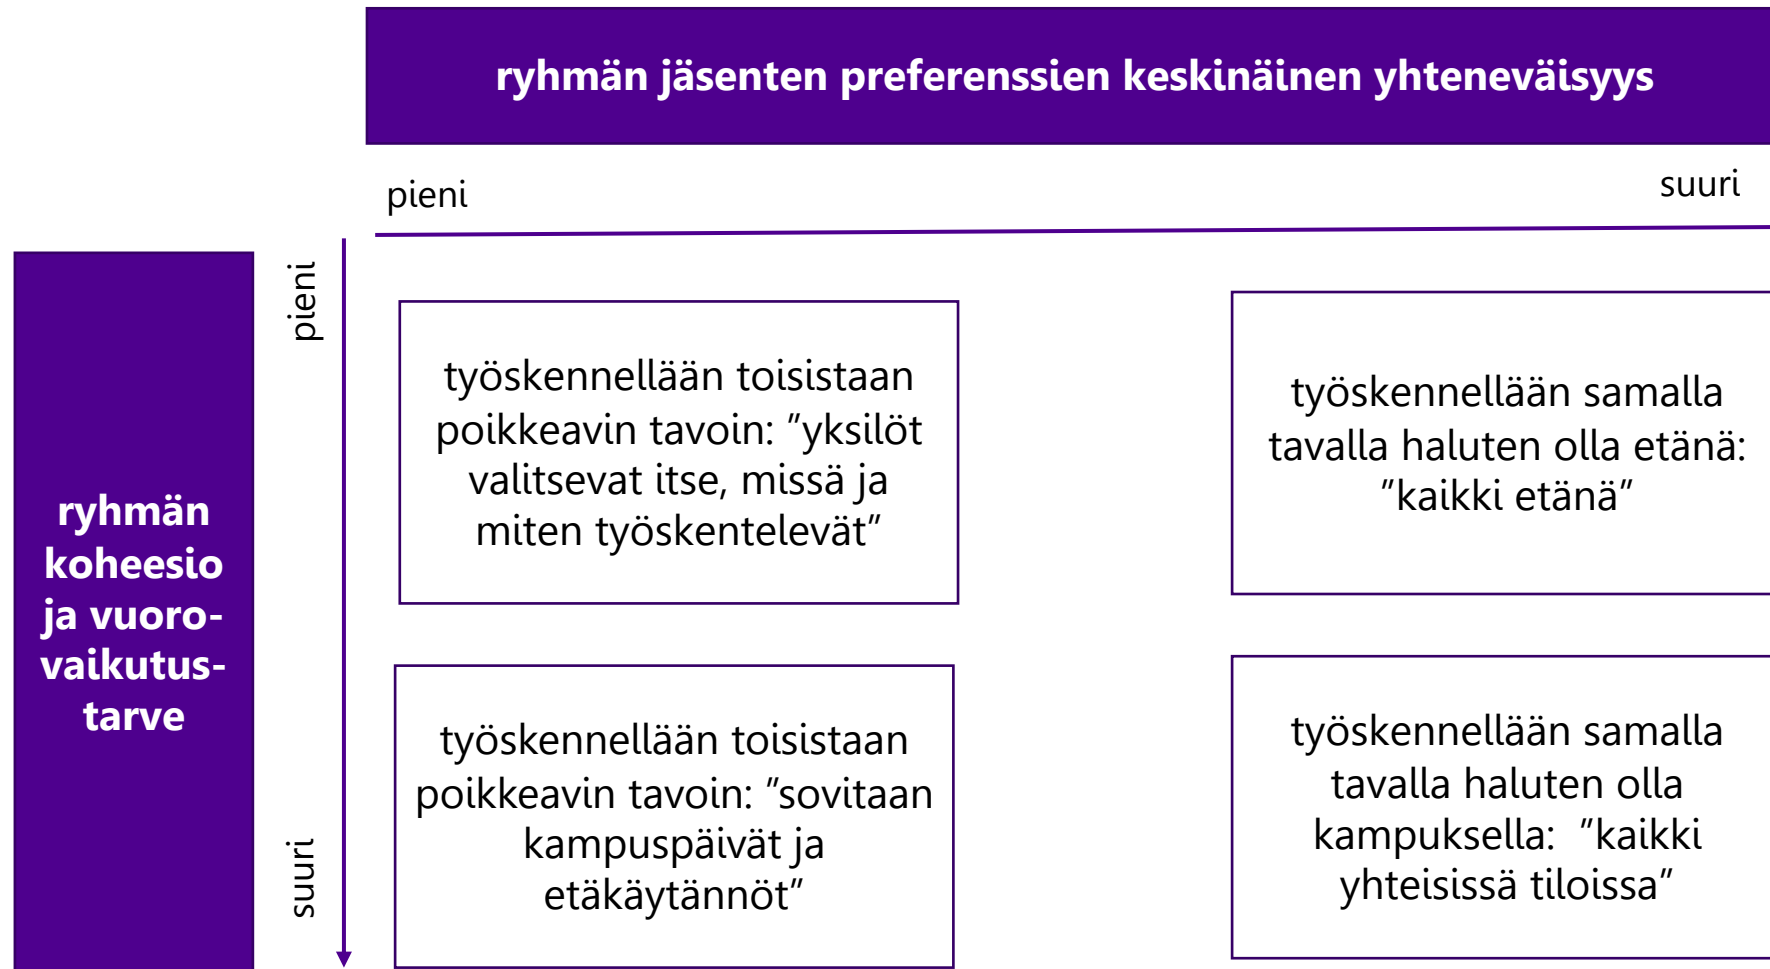 ryhmän jäsenten preferenssien keskinäinen yhteneväisyys
pieni
suuri
pieni
suuri
ryhmän
koheesio
ja vuoro-
vaikutus-
tarve
työskennellään toisistaan
poikkeavin tavoin: ”yksilöt
valitsevat itse, missä ja
miten työskentelevät”
työskennellään samalla
tavalla haluten olla etänä:
”kaikki etänä”
työskennellään toisistaan
poikkeavin tavoin: ”sovitaan
kampuspäivät ja
etäkäytännöt”
työskennellään samalla
tavalla haluten olla
kampuksella: ”kaikki
yhteisissä tiloissa”